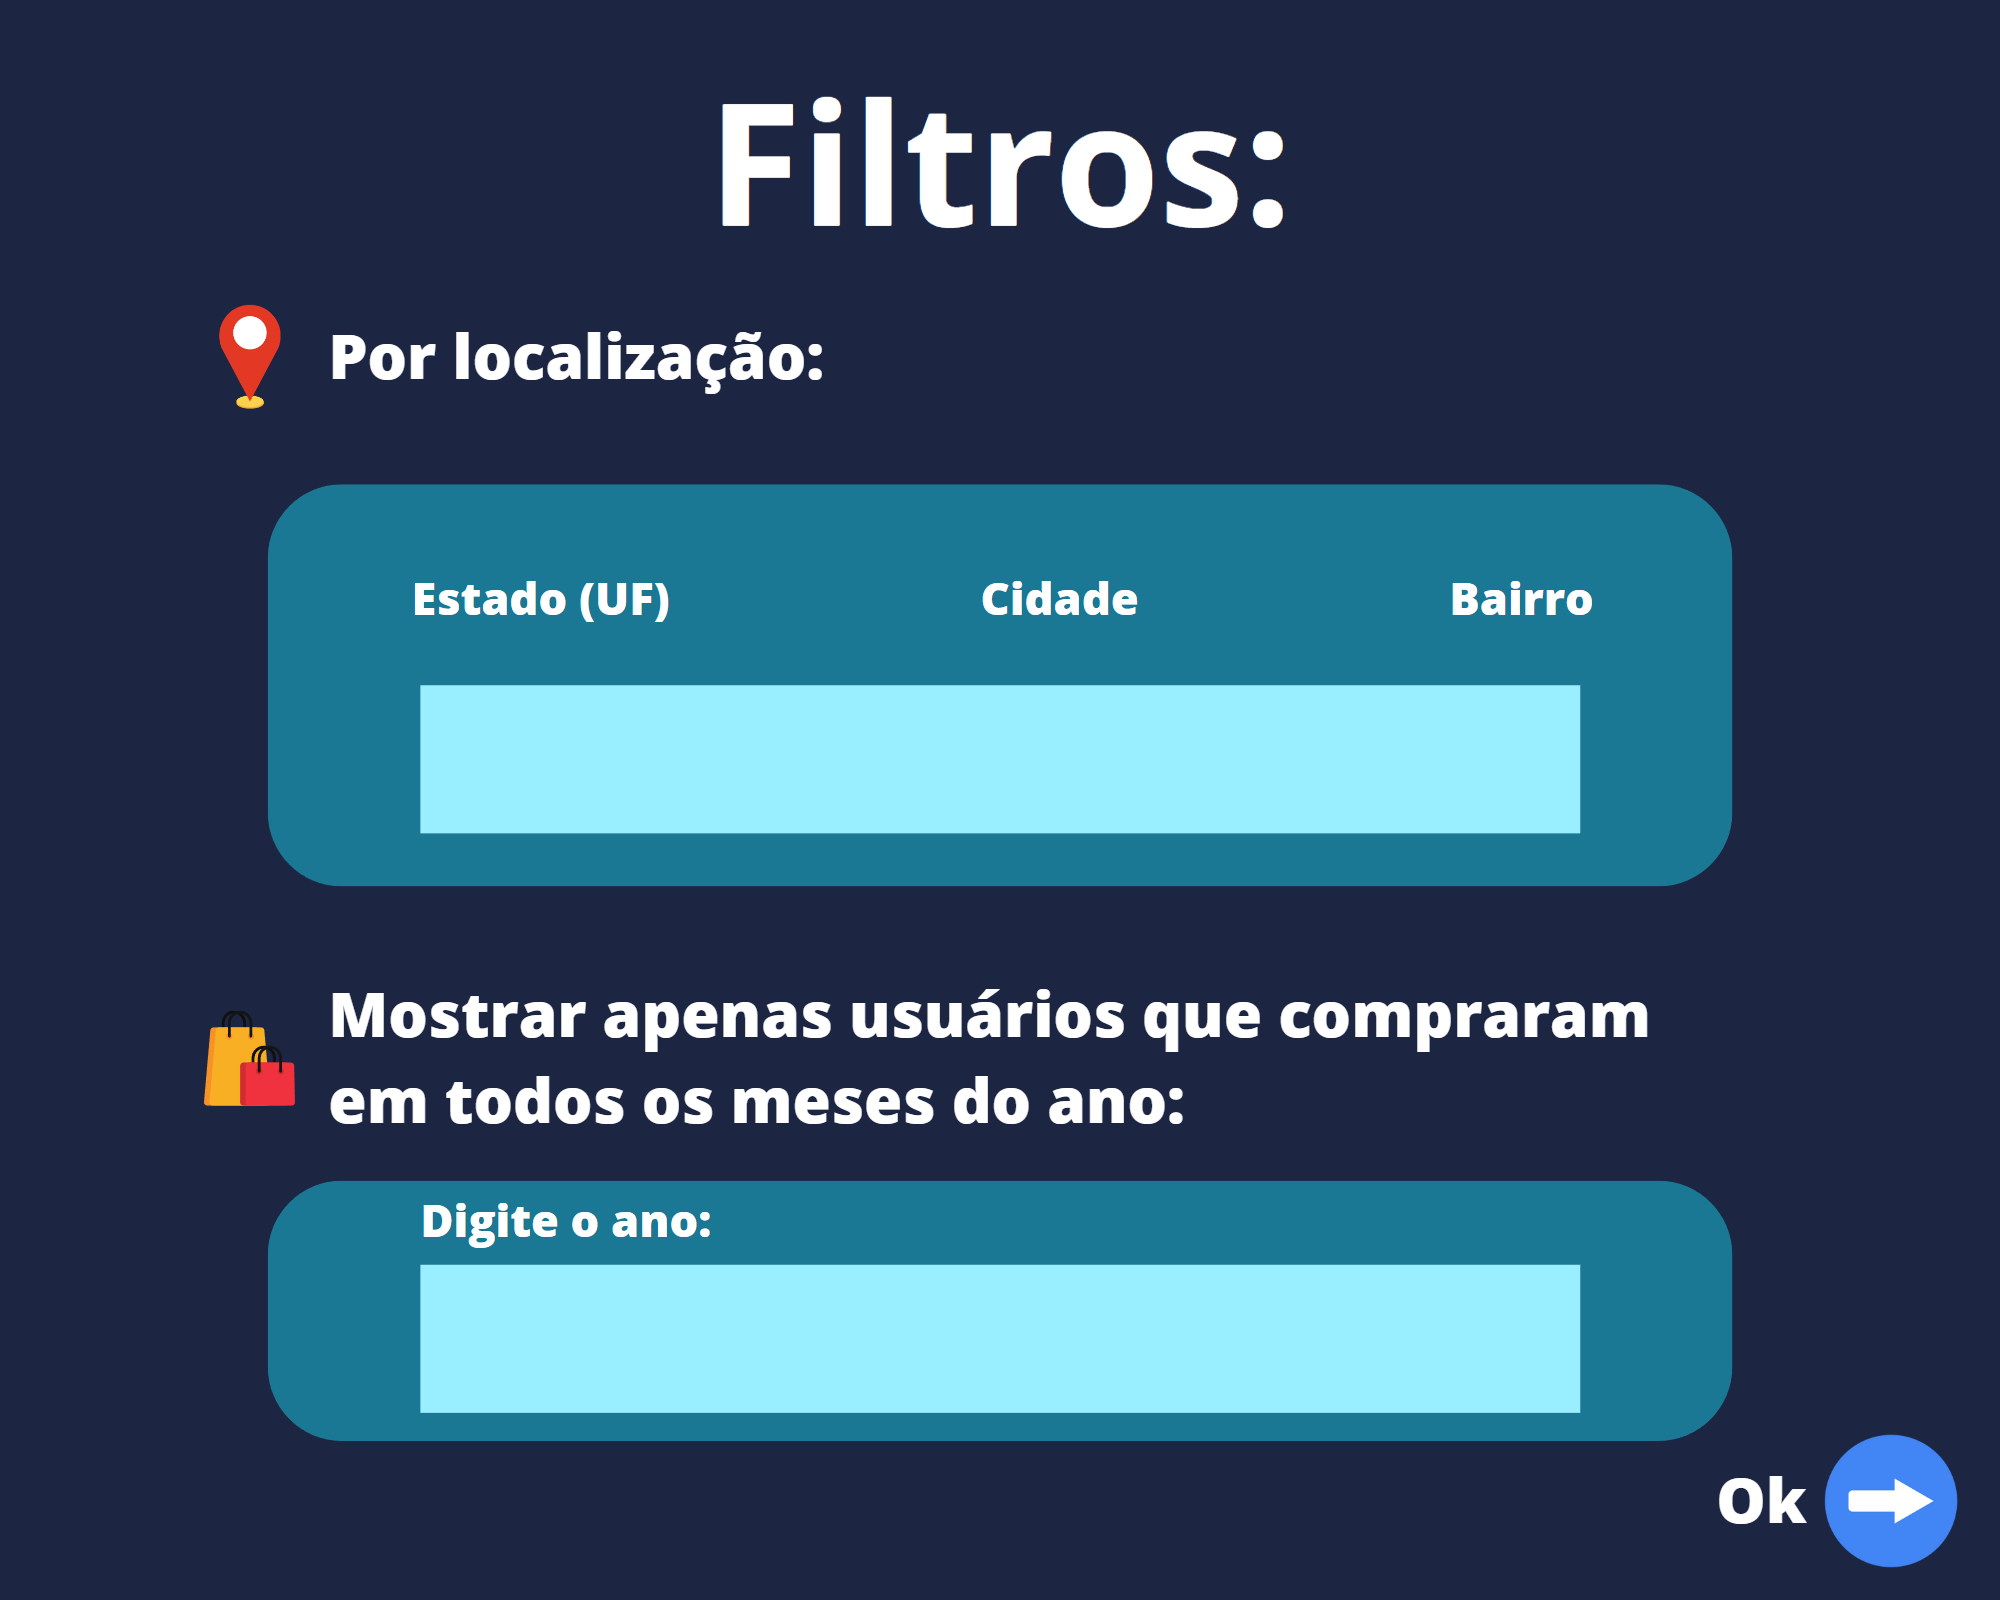 Filtros:
Por localização:
Estado (UF) Cidade Bairro
Mostrar apenas usuários que compraram
em todos os meses do ano:
Digite o ano:
Ok